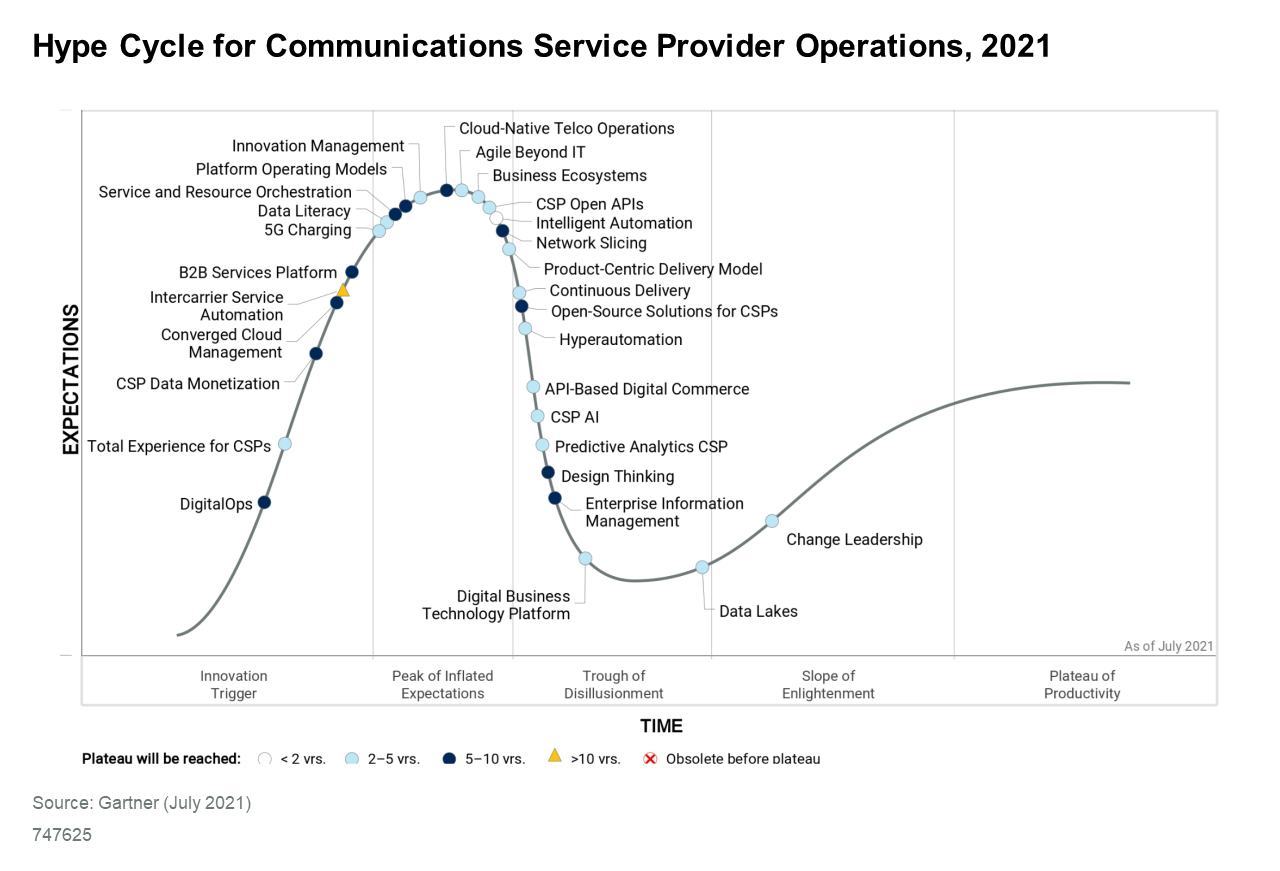 Hype Cycle for Communications Service Provider Operations, 2021
Cloud-Native Telco Operations
Innovation Management
Agile Beyond IT
Platform Operating Models
Business Ecosystems
Service and Resource Orchestration
CSP Open APIs
Data Literacy
Intelligent Automation
5G Charging
Network Slicing
B2B Services Platform
Product-Centric Delivery Model
Intercarrier Service
Automation
Continuous Delivery
Open-Source Solutions for CSPs
Converged Cloud
Management
Hyperautomation
CSP Data Monetization
API-Based Digital Commerce
CSP AI
Total Experience for CSPs
Predictive Analytics CSP
Design Thinking
DigitalOps
Enterprise Information
Management
Change Leadership
Digital Business
Technology Platform
Data Lakes
EXPECTATIONS
As of July 2021
Innovation
Trigger
Peak of Inflated
Expectations
Trough of
Disillusionment
Slope of
Enlightenment
Plateau of
Productivity
TIME
Plateau will be reached: < 2 yrs. 2–5 yrs. 5–10 yrs. >10 yrs. Obsolete before plateau
Source: Gartner (July 2021)
747625